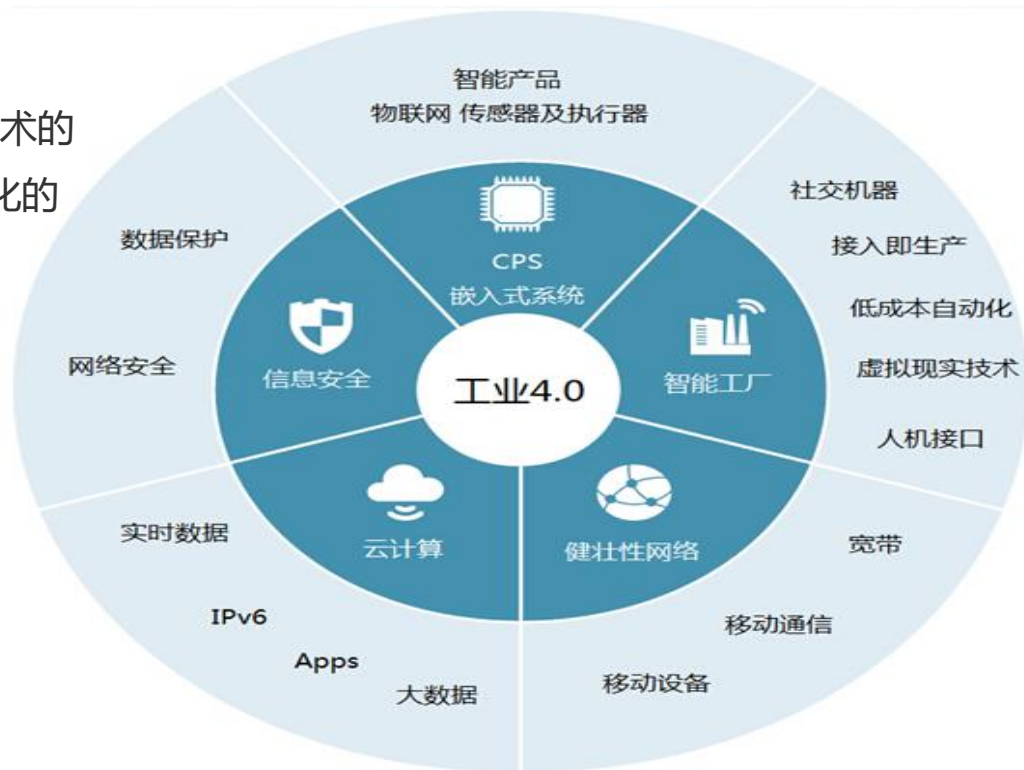 术的
化的
智能产品
物联网 传感器及执行器
社交机器
接入即生产
低成本自动化
虚拟现实技术
人机接口
宽带
移动通信
移动设备
大数据
Apps
IPv6
实时数据
网络安全
数据保护
CPS
嵌入式系统
智能工厂
健壮性网络
云计算
信息安全
工业4.0